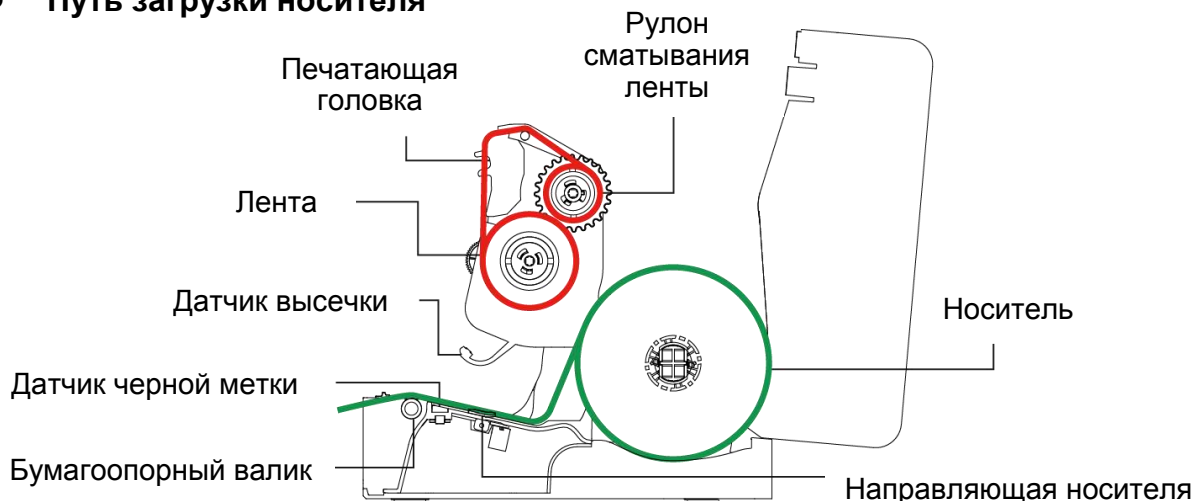 Путь загрузки носителя
Рулон
сматывания
ленты
Печатающая
головка
Лента
Датчик высечки
Носитель
Датчик черной метки
Бумагоопорный валик
Направляющая носителя